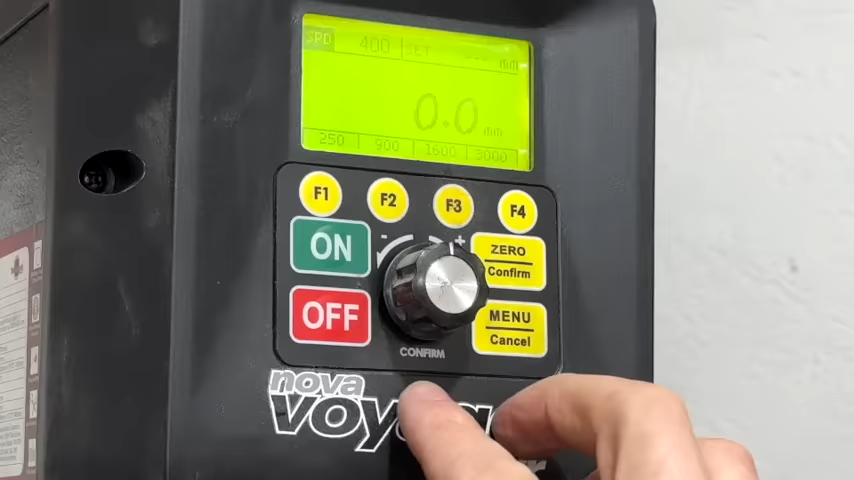 SPD 400 SET mm
0.0 mm
250 900 1600 3000
F1 F2 F3 F4
ON - + ZERO
Confirm
OFF MENU
Cancel
CONFIRM
nova